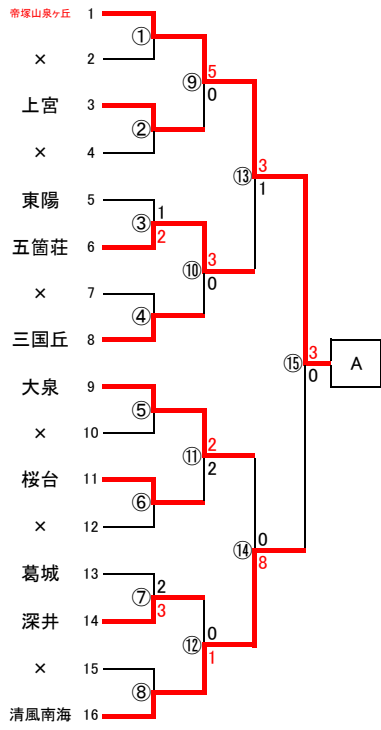 帝塚山泉ヶ丘 1
①
× 2
⑨ 5
0
上宮 3
②
× 4
⑬ 3
1
東陽 5
1
③
2
五箇荘 6
3
⑩ 0
× 7
④
三国丘 8
3
⑮ 0
A
大泉 9
⑤
× 10
2
⑪ 2
桜台 11
⑥
× 12
0
⑭ 8
葛城 13
2
⑦ 3
深井 14
0
⑫ 1
× 15
⑧
清風南海 16